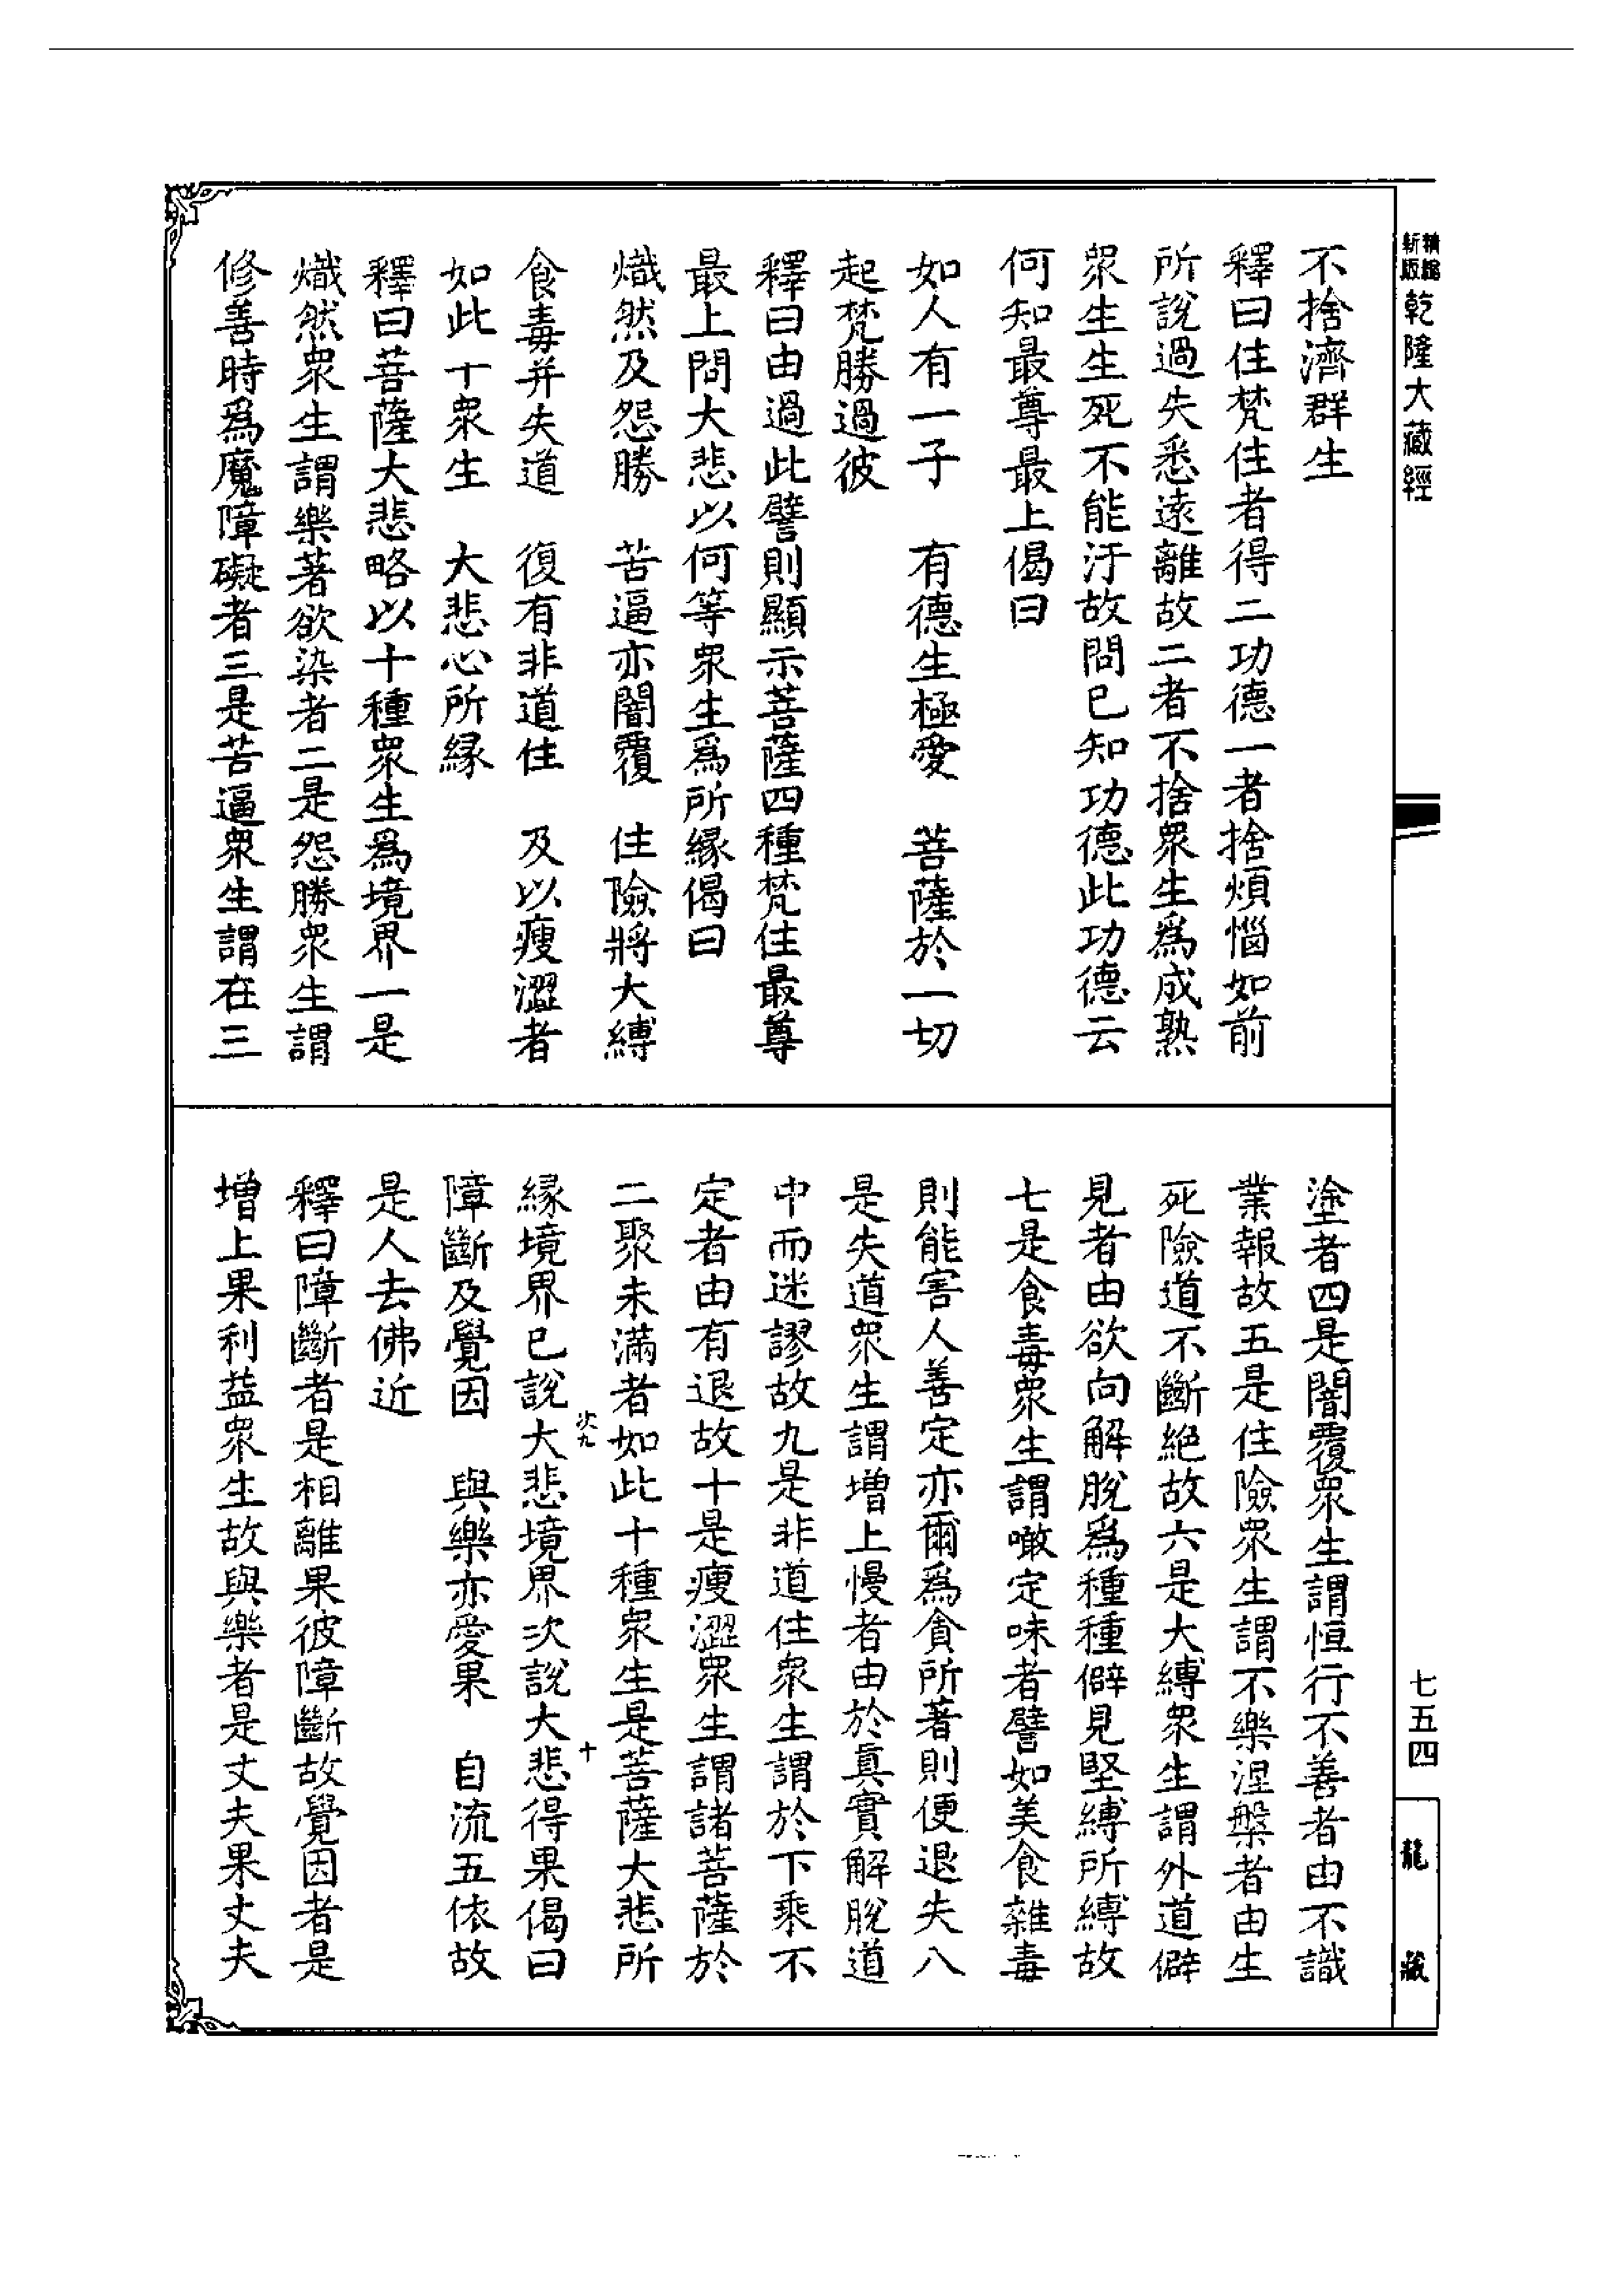 精編
新版
乾隆大藏經
不捨濟群生
釋曰住梵住者得二功德一者捨煩惱如前
所說過失悉遠離故二者不捨衆生爲成熟
衆生生死不能汙故問已知功德此功德云
何知最尊最上偈曰
如人有一子　有德生極愛　菩薩於一切
起梵勝過彼
釋曰由過此譬則顯示菩薩四種梵住最尊
最上問大悲以何等衆生爲所緣偈曰
熾然及怨勝　苦逼亦闇覆　住險將大縛
食毒并失道　復有非道住　及以瘦澀者
如此十衆生　大悲心所緣
釋曰菩薩大悲略以十種衆生爲境界一是
熾然衆生謂樂著欲染者二是怨勝衆生謂
修善時爲魔障礙者三是苦逼衆生謂在三
塗者四是闇覆衆生謂恒行不善者由不識
業報故五是住險衆生謂不樂涅槃者由生
死險道不斷絶故六是大縛衆生謂外道僻
見者由欲向解脫爲種種僻見堅縛所縛故
七是食毒衆生謂噉定味者譬如美食雜毒
則能害人善定亦爾爲貪所著則便退失八
是失道衆生謂增上慢者由於真實解脫道
中而迷謬故九是非道住衆生謂於下乘不
定者由有退故十是瘦澀衆生謂諸菩薩於
二聚未滿者如此十種衆生是菩薩大悲所
緣境界已說大悲境界次說大悲得果偈曰
次九
十
障斷及覺因　與樂亦愛果　自流五依故
是人去佛近
釋曰障斷者是相離果彼障斷故覺因者是
增上果利益衆生故與樂者是丈夫果丈夫
七五四
龍藏